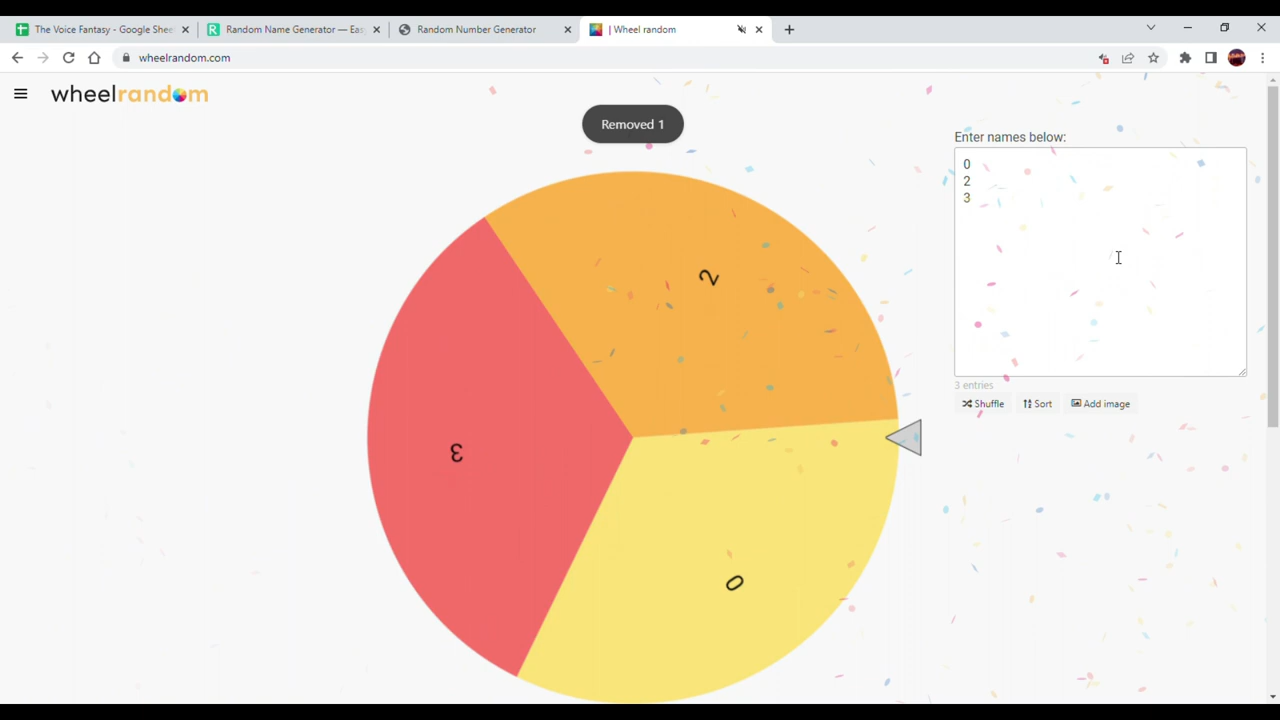 The Voice Fantasy - Google Shee
Random Name Generator — Eas
Random Number Generator
| Wheel random
wheelrandom.com
wheelrandom
Removed 1
Enter names below:
0
2
3
3 entries
Shuffle
Sort
Add image
2
3
0